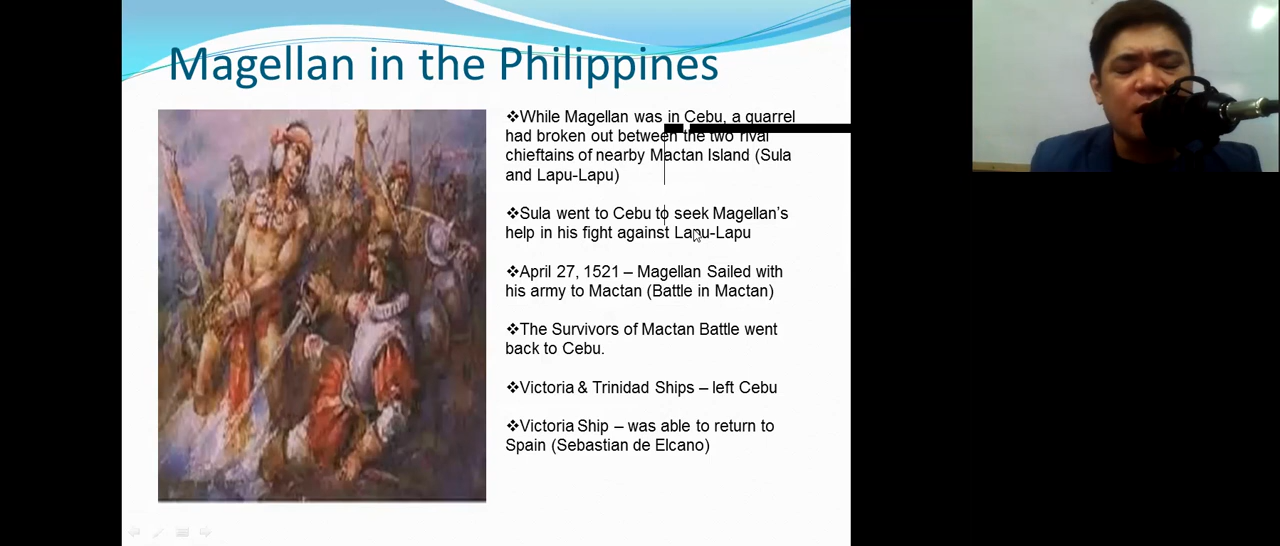 Magellan in the Philippines
❖While Magellan was in Cebu, a quarrel
had broken out between the two rival
chieftains of nearby Mactan Island (Sula
and Lapu-Lapu)
❖Sula went to Cebu to seek Magellan's
help in his fight against Lapu-Lapu
❖April 27, 1521 – Magellan Sailed with
his army to Mactan (Battle in Mactan)
❖The Survivors of Mactan Battle went
back to Cebu.
❖Victoria & Trinidad Ships – left Cebu
❖Victoria Ship – was able to return to
Spain (Sebastian de Elcano)